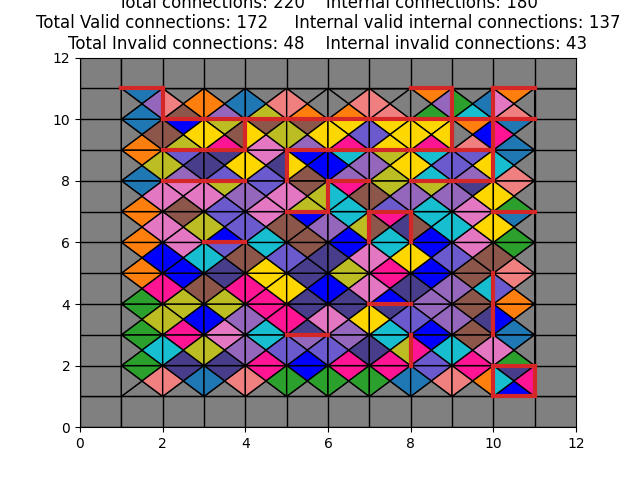 Total connections: 220    Internal connections: 180
Total Valid connections: 172    Internal valid internal connections: 137
Total Invalid connections: 48    Internal invalid connections: 43
12
10
8
6
4
2
0
0 2 4 6 8 10 12